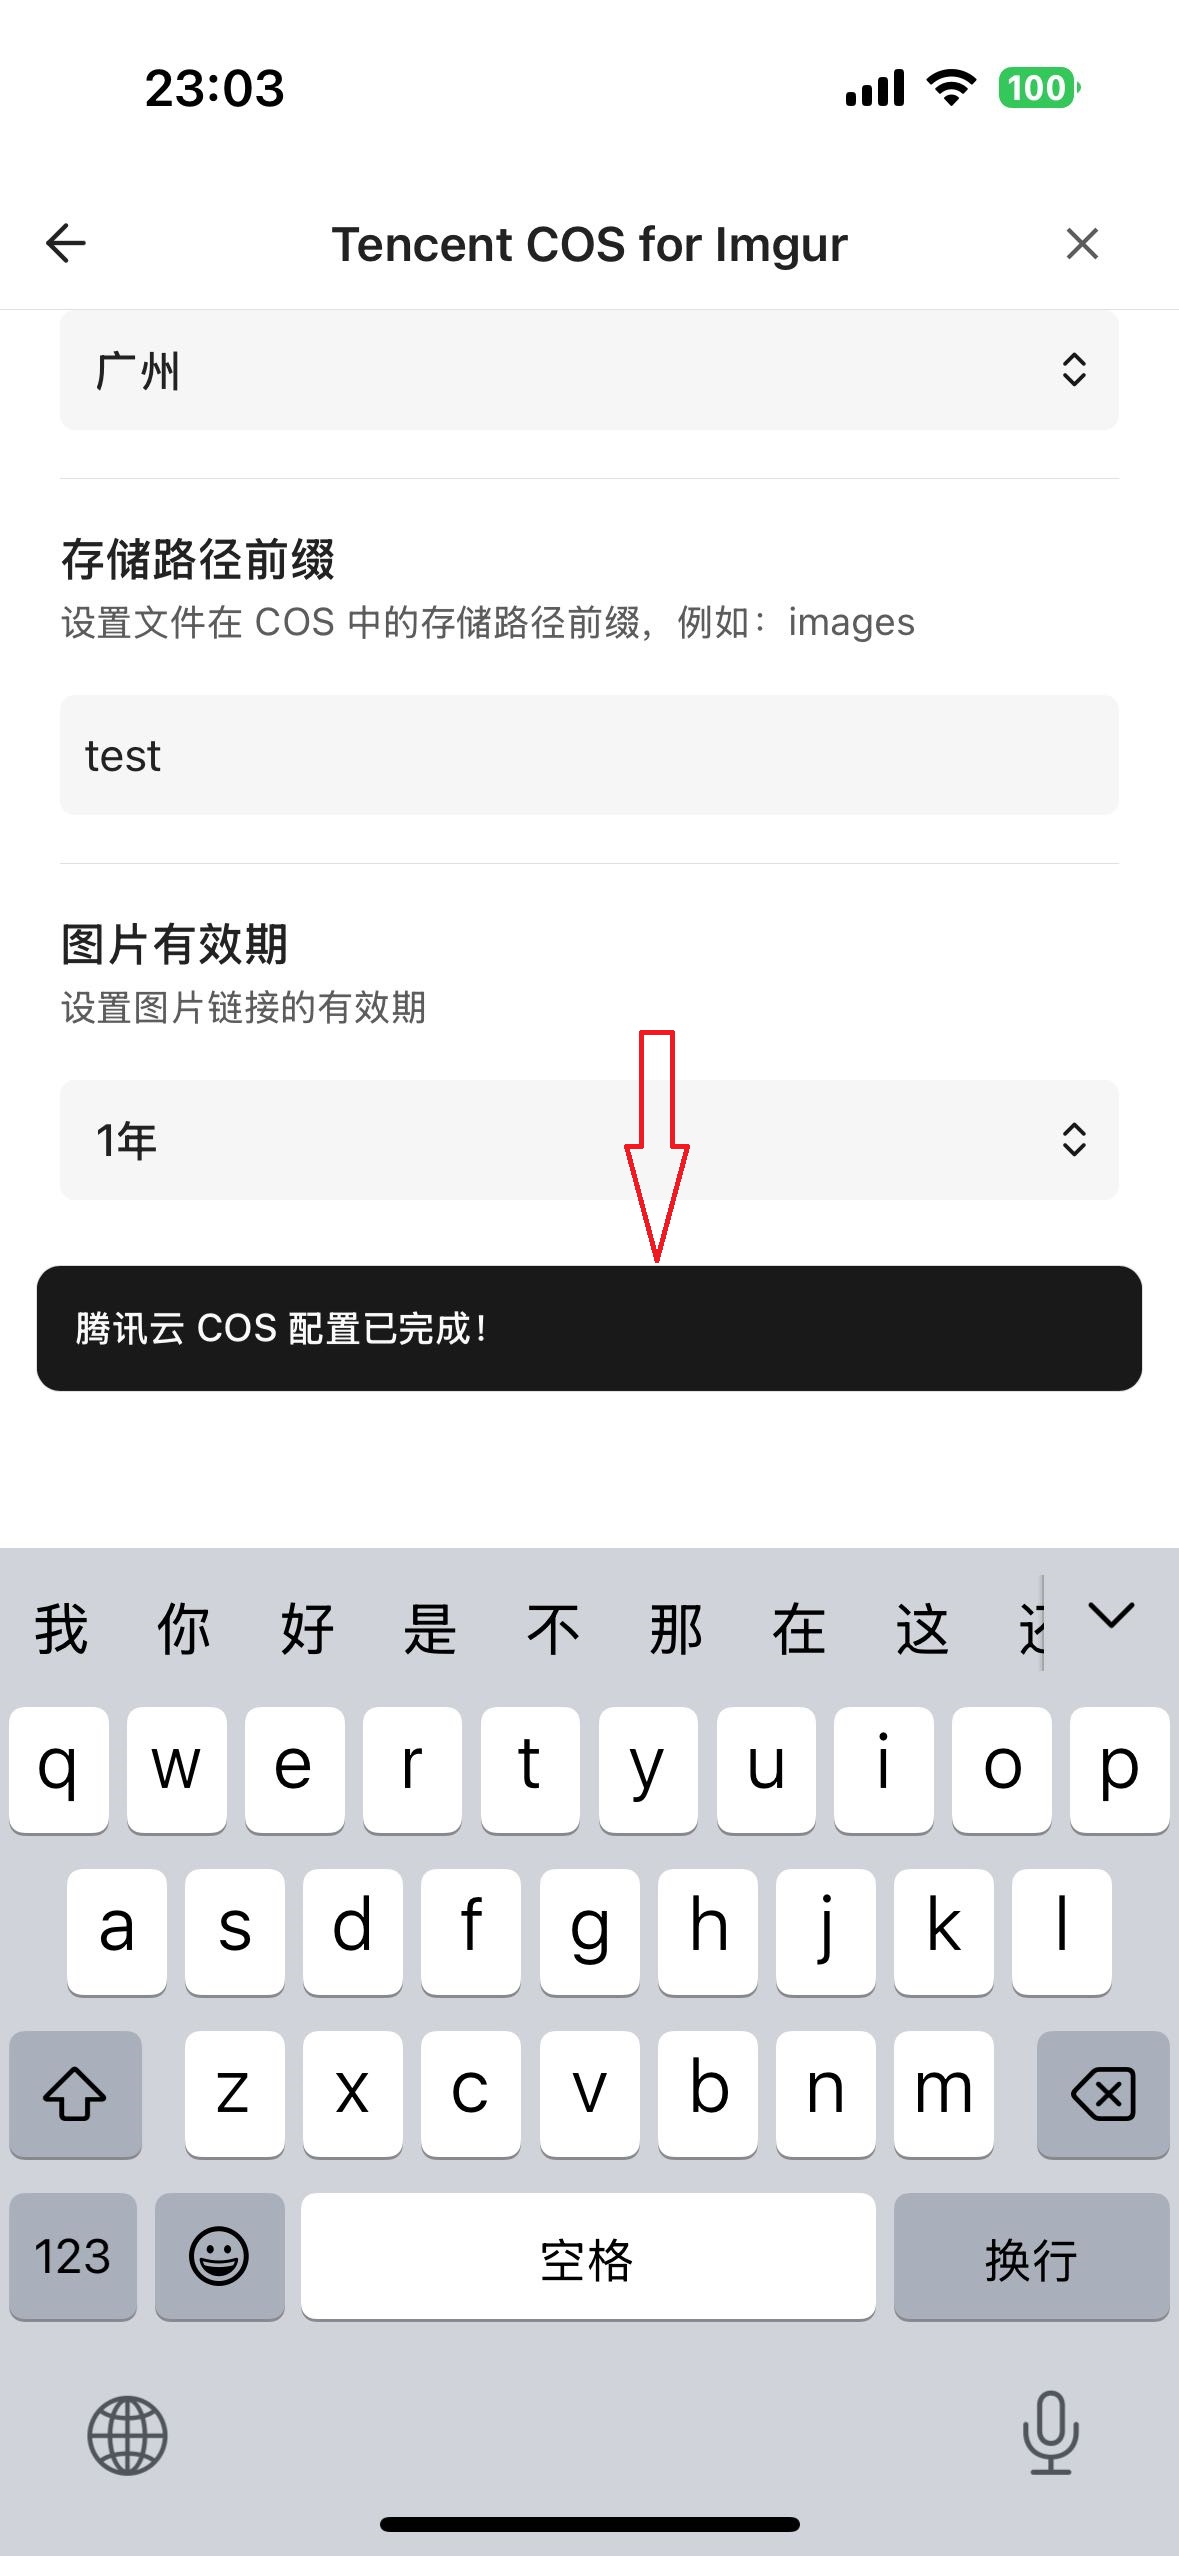 23:03
100
Tencent COS for Imgur
广州
存储路径前缀
设置文件在 COS 中的存储路径前缀，例如：images
test
图片有效期
设置图片链接的有效期
1年
腾讯云 COS 配置已完成！
我 你 好 是 不 那 在 这
q w e r t y u i o p
a s d f g h j k l
z x c v b n m
123 空格 换行